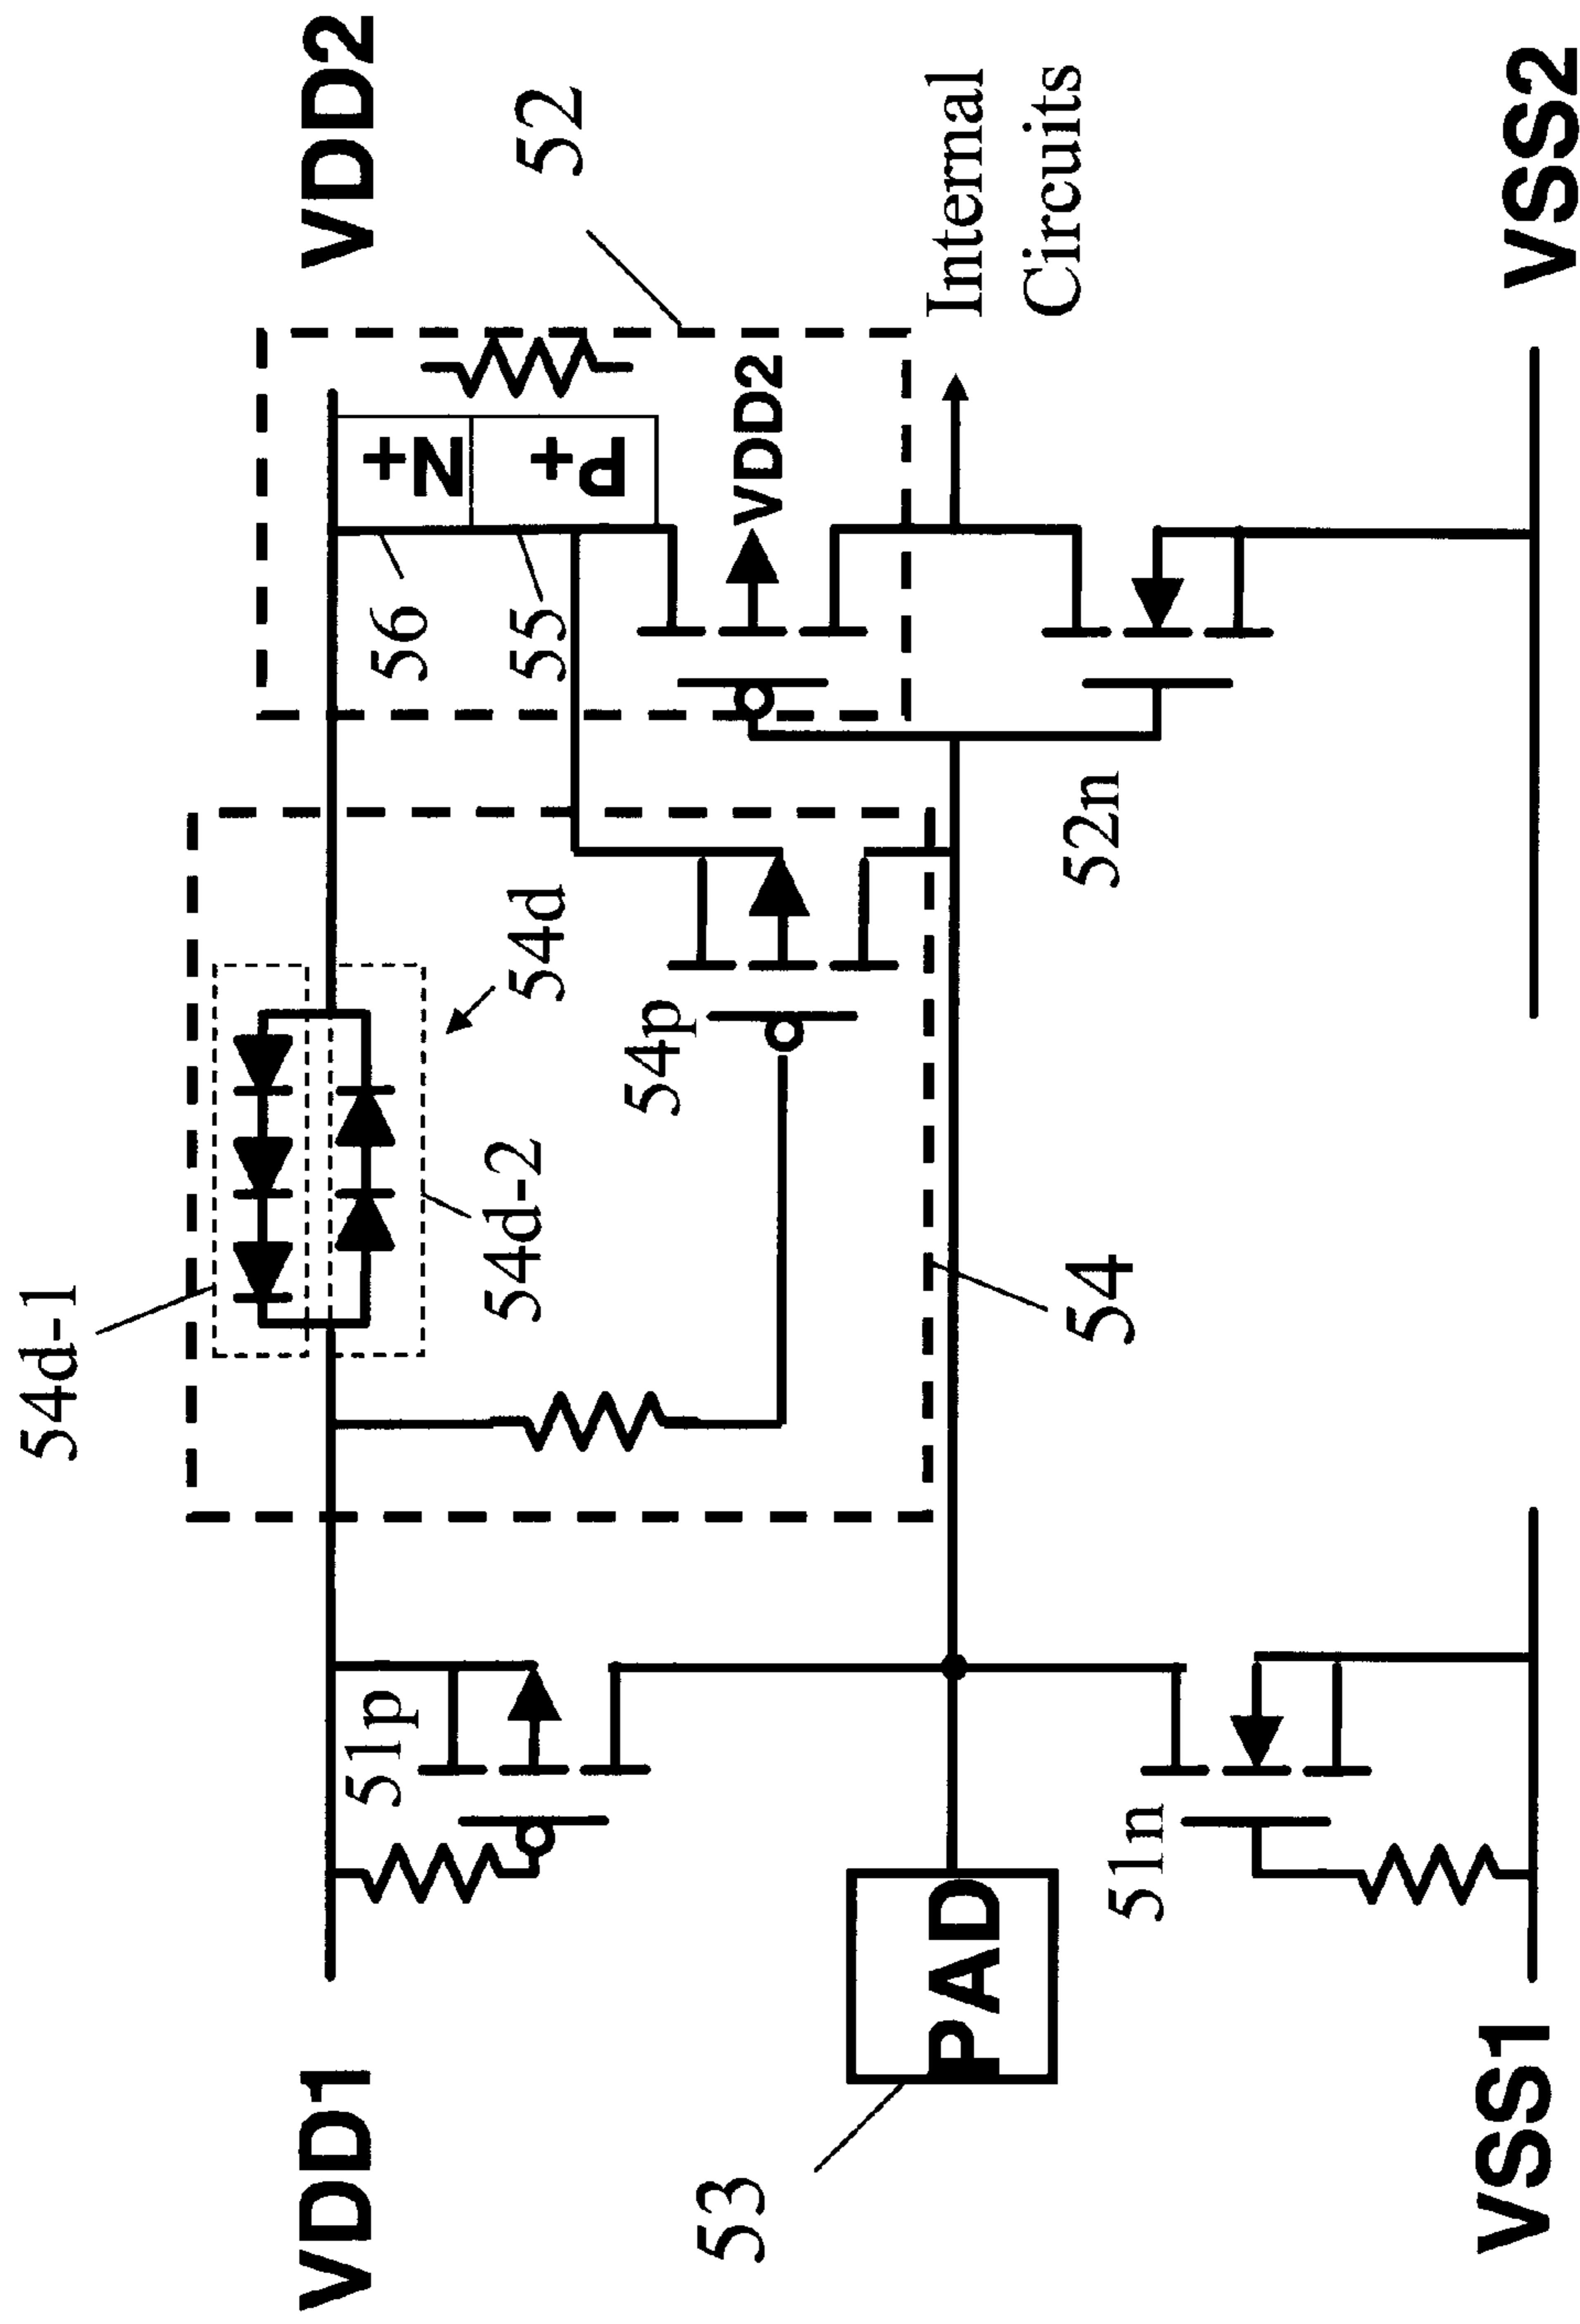 54d-1
VDD1
VDD2
54d-2
54d
56
55
N+
P+
52
51p
54p
VDD2
53
PAD
54
Internal
Circuits
51n
52n
VSS1
VSS2